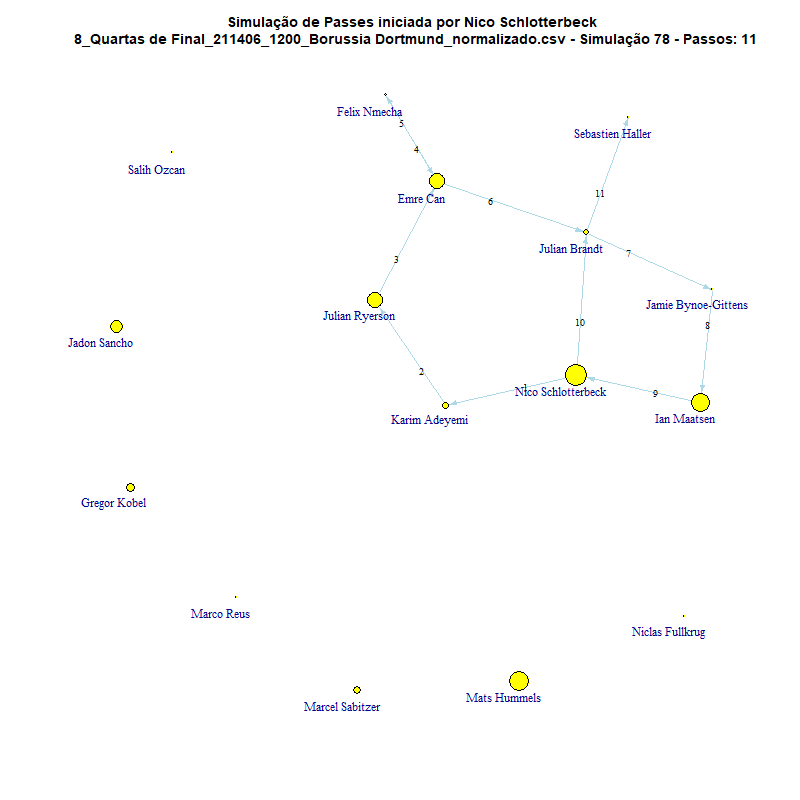 Simulação de Passes iniciada por Nico Schlotterbeck
8_Quartas de Final_211406_1200_Borussia Dortmund_normalizado.csv - Simulação 78 - Passos: 11
Felix Nmecha
5
Sebastien Haller
4
Salih Ozcan
11
Emre Can
6
Julian Brandt
7
3
Jamie Bynoe-Gittens
Julian Ryerson
10
8
Jadon Sancho
2
1
Nico Schlotterbeck
9
Karim Adeyemi
Ian Maatsen
Gregor Kobel
Marco Reus
Niclas Fullkrug
Mats Hummels
Marcel Sabitzer